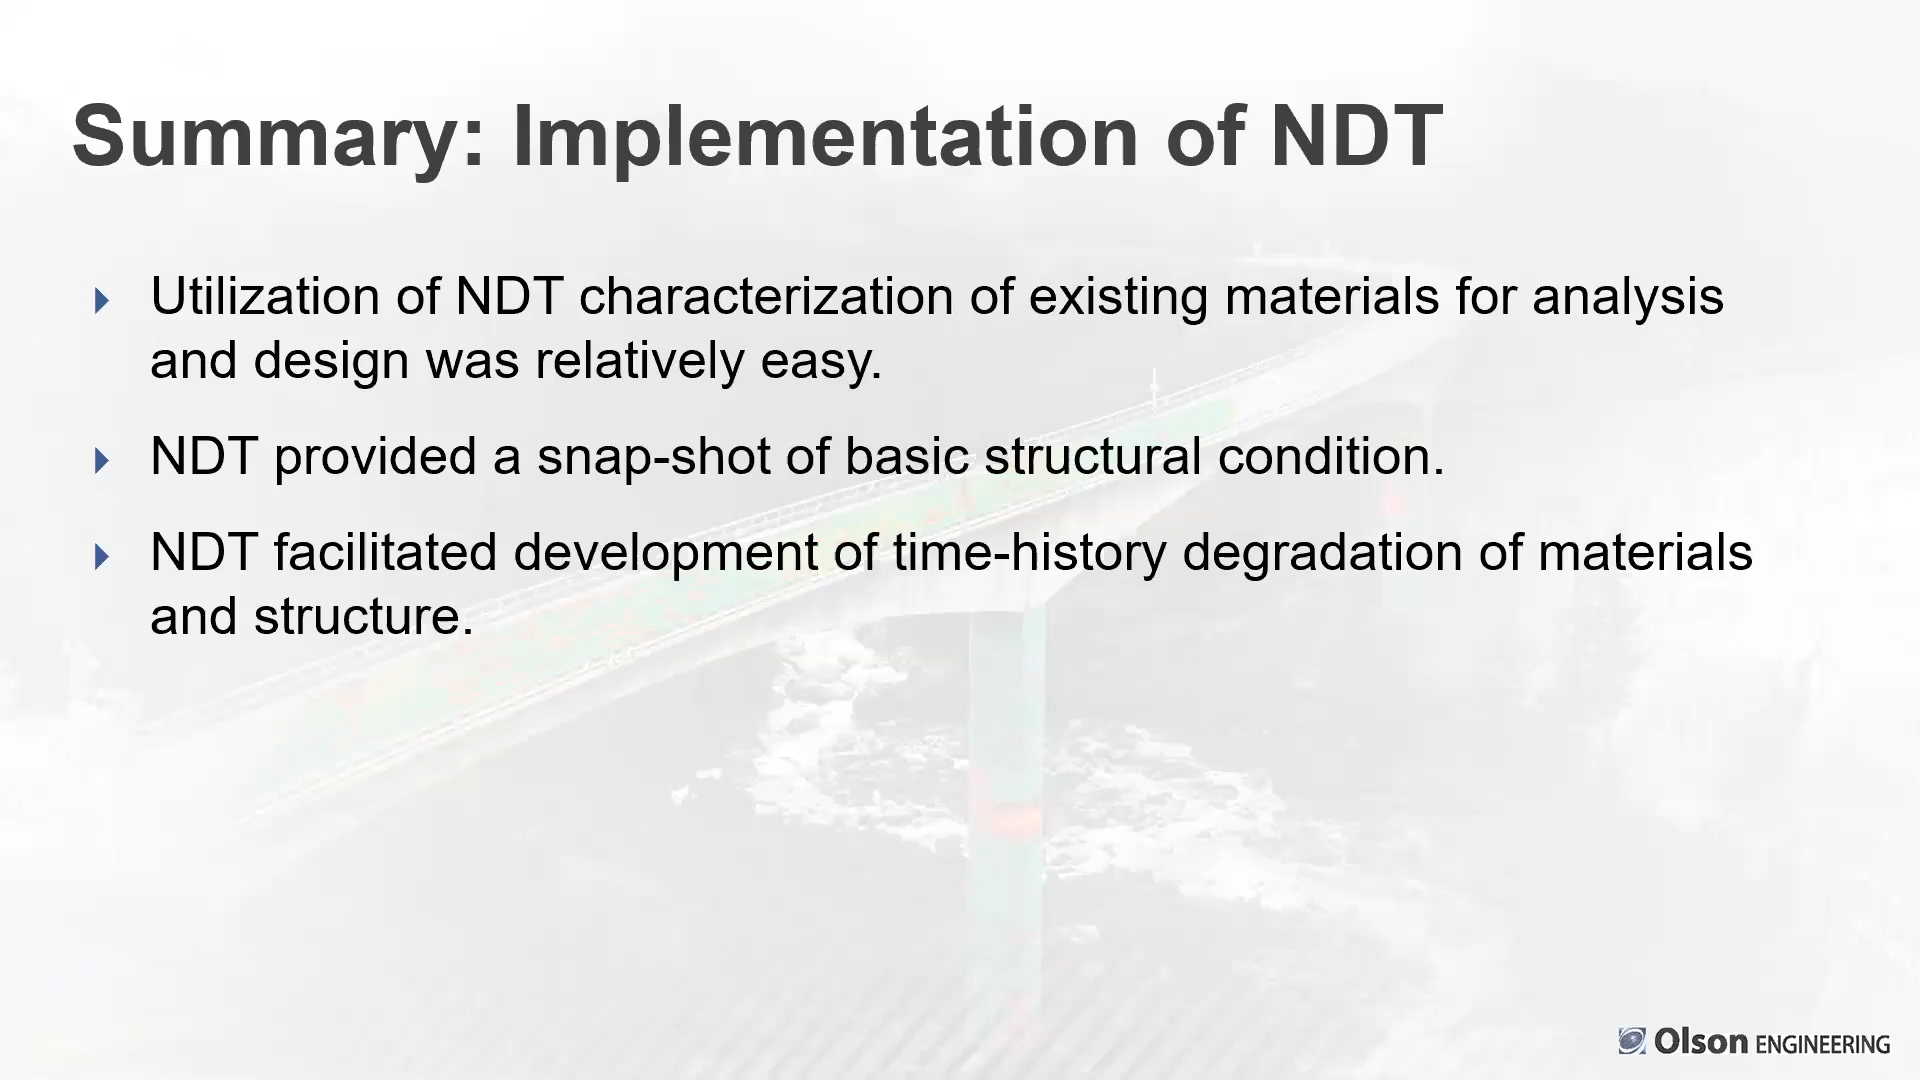 Summary: Implementation of NDT
Utilization of NDT characterization of existing materials for analysis
and design was relatively easy.
NDT provided a snap-shot of basic structural condition.
NDT facilitated development of time-history degradation of materials
and structure.
Olson ENGINEERING